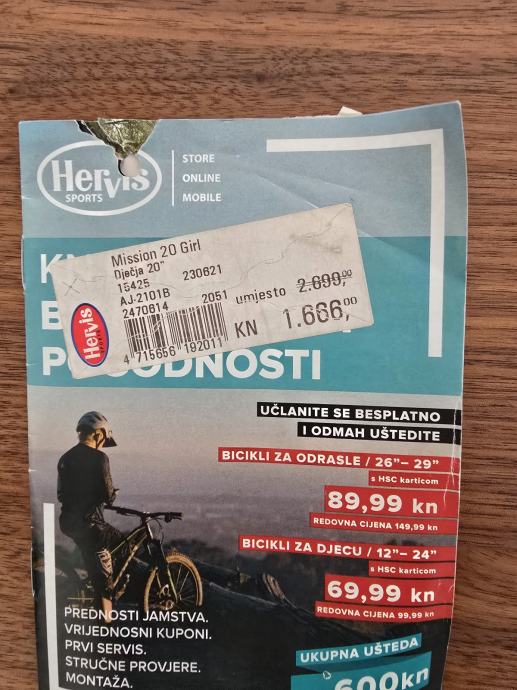 Hervis
SPORTS
STORE
ONLINE
MOBILE
Mission 20 Girl
Dječja 20"
15425 230621
AJ-2101B
2470614 2051
umjesto 2.699,00
KN 1.666,00
4 715656 192011
Hervis
SPORTS
UČLANITE SE BESPLATNO
I ODMAH UŠTEDITE
BICIKLI ZA ODRASLE / 26”– 29”
s HSC karticom
89,99 kn
REDOVNA CIJENA 149,99 kn
BICIKLI ZA DJECU / 12”– 24”
s HSC karticom
69,99 kn
REDOVNA CIJENA 99,99 kn
PREDNOSTI JAMSTVA.
VRIJEDNOSNI KUPONI.
PRVI SERVIS.
STRUČNE PROVJERE.
MONTAŽA.
UKUPNA UŠTEDA
600kn